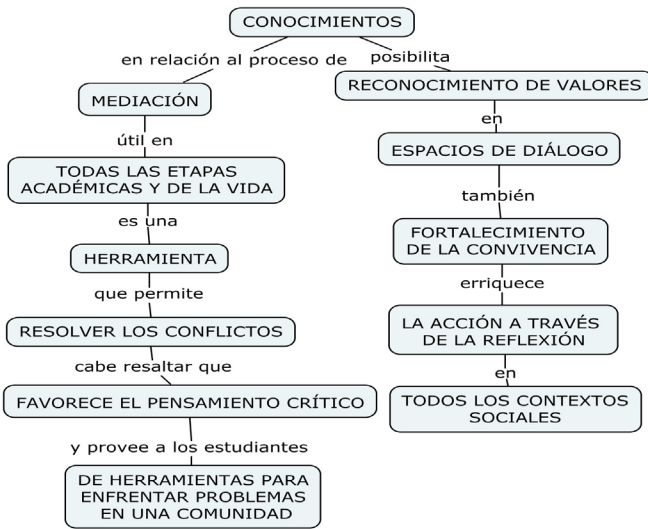 CONOCIMIENTOS
en relación al proceso de
MEDIACIÓN
útil en
TODAS LAS ETAPAS
ACADÉMICAS Y DE LA VIDA
es una
HERRAMIENTA
que permite
RESOLVER LOS CONFLICTOS
cabe resaltar que
FAVORECE EL PENSAMIENTO CRÍTICO
y provee a los estudiantes
DE HERRAMIENTAS PARA
ENFRENTAR PROBLEMAS
EN UNA COMUNIDAD
posibilita
RECONOCIMIENTO DE VALORES
en
ESPACIOS DE DIÁLOGO
también
FORTALECIMIENTO
DE LA CONVIVENCIA
erriquece
LA ACCIÓN A TRAVÉS
DE LA REFLEXIÓN
en
TODOS LOS CONTEXTOS
SOCIALES